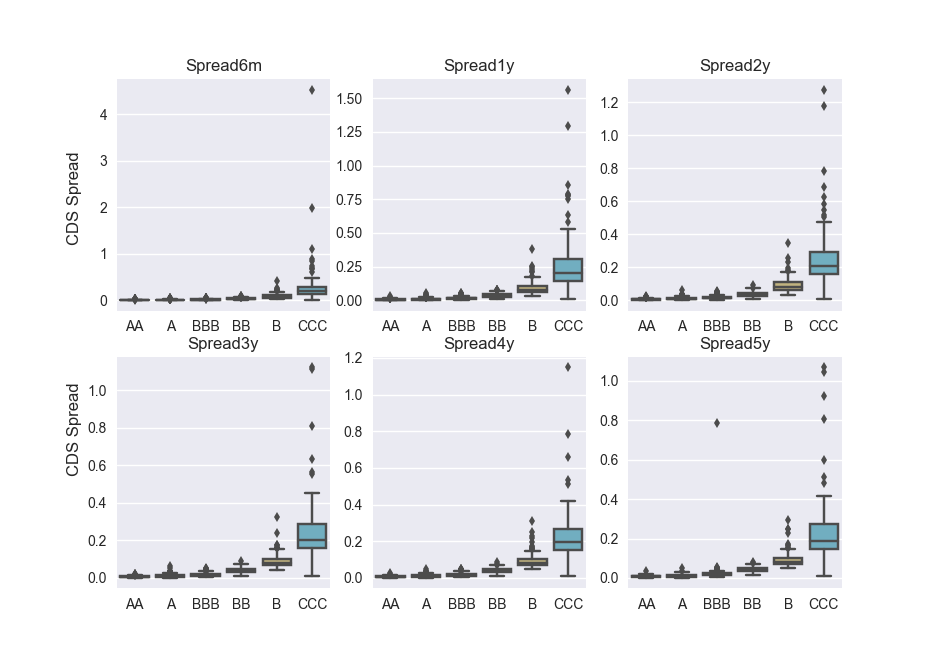 Spread6m
Spread1y
Spread2y
CDS Spread
4
3
2
1
0
1.50
1.25
1.00
0.75
0.50
0.25
0.00
1.2
1.0
0.8
0.6
0.4
0.2
0.0
AA A BBB BB B CCC
AA A BBB BB B CCC
AA A BBB BB B CCC
Spread3y
Spread4y
Spread5y
CDS Spread
1.0
0.8
0.6
0.4
0.2
0.0
1.2
1.0
0.8
0.6
0.4
0.2
0.0
1.0
0.8
0.6
0.4
0.2
0.0
AA A BBB BB B CCC
AA A BBB BB B CCC
AA A BBB BB B CCC